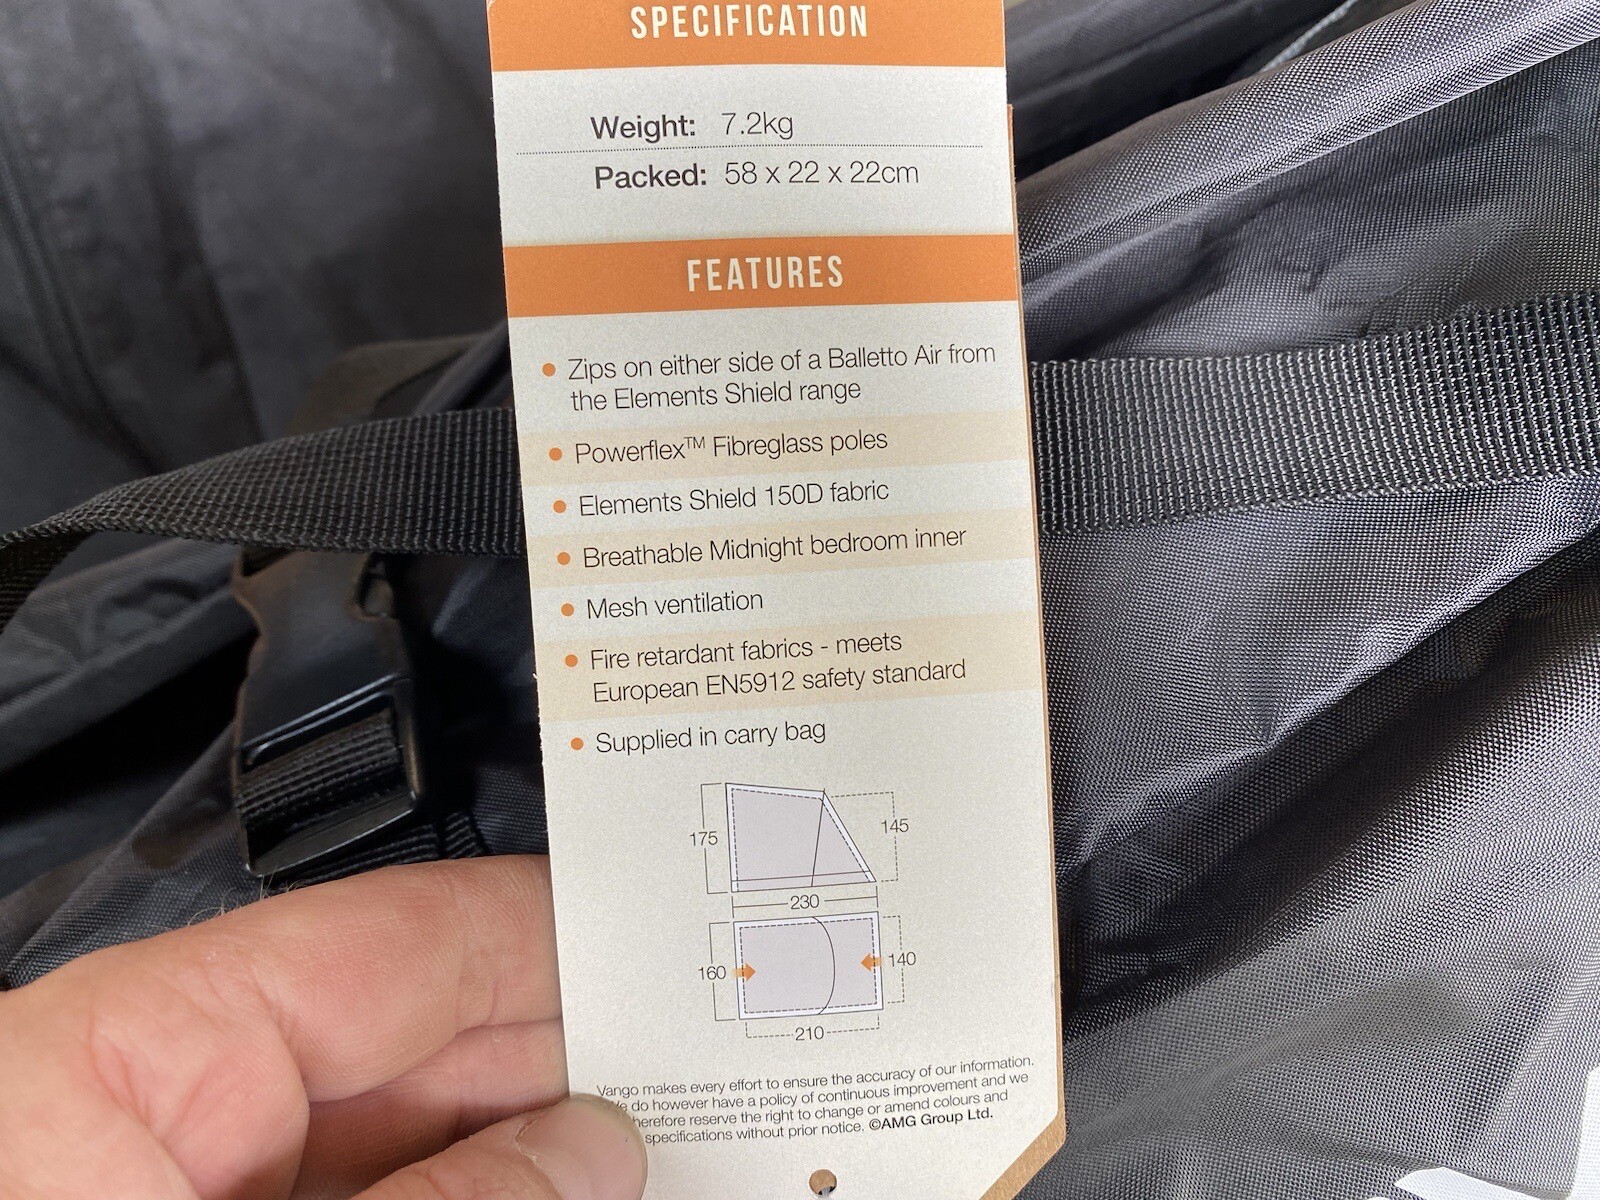 SPECIFICATION
Weight: 7.2kg
Packed: 58 x 22 x 22cm
FEATURES
• Zips on either side of a Balletto Air from
the Elements Shield range
• Powerflex™ Fibreglass poles
• Elements Shield 150D fabric
• Breathable Midnight bedroom inner
• Mesh ventilation
• Fire retardant fabrics - meets
European EN5912 safety standard
• Supplied in carry bag
175
145
230
160
140
210
Vango makes every effort to ensure the accuracy of our information.
do however have a policy of continuous improvement and we
reserve the right to change or amend colours and
specifications without prior notice. ©AMG Group Ltd.